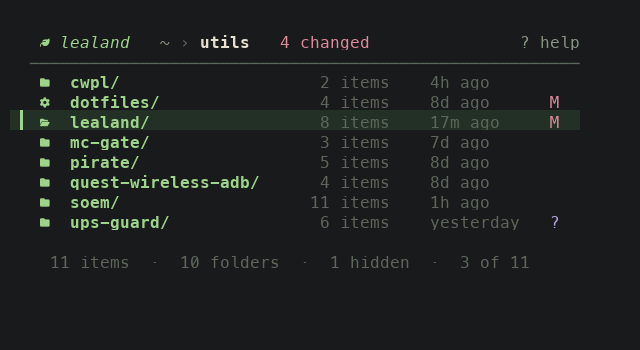 lealand ~ › utils 4 changed ? help
cwpl/ 2 items 4h ago
dotfiles/ 4 items 8d ago M
lealand/ 8 items 17m ago M
mc-gate/ 3 items 7d ago
pirate/ 5 items 8d ago
quest-wireless-adb/ 4 items 8d ago
soem/ 11 items 1h ago
ups-guard/ 6 items yesterday ?
11 items · 10 folders · 1 hidden · 3 of 11